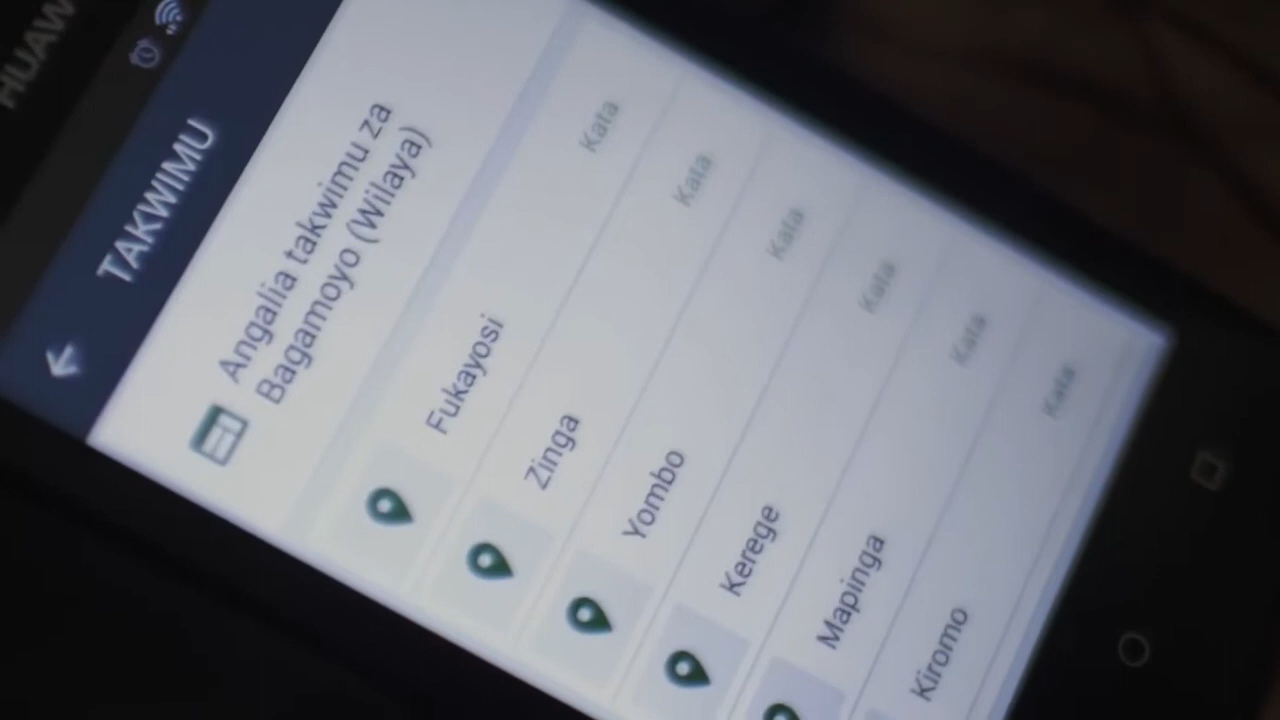 HUAW
TAKWIMU
Angalia takwimu za
Bagamoyo (Wilaya)
Fukayosi Kata
Zinga Kata
Yombo Kata
Kerege Kata
Mapinga Kata
Kiromo Kata